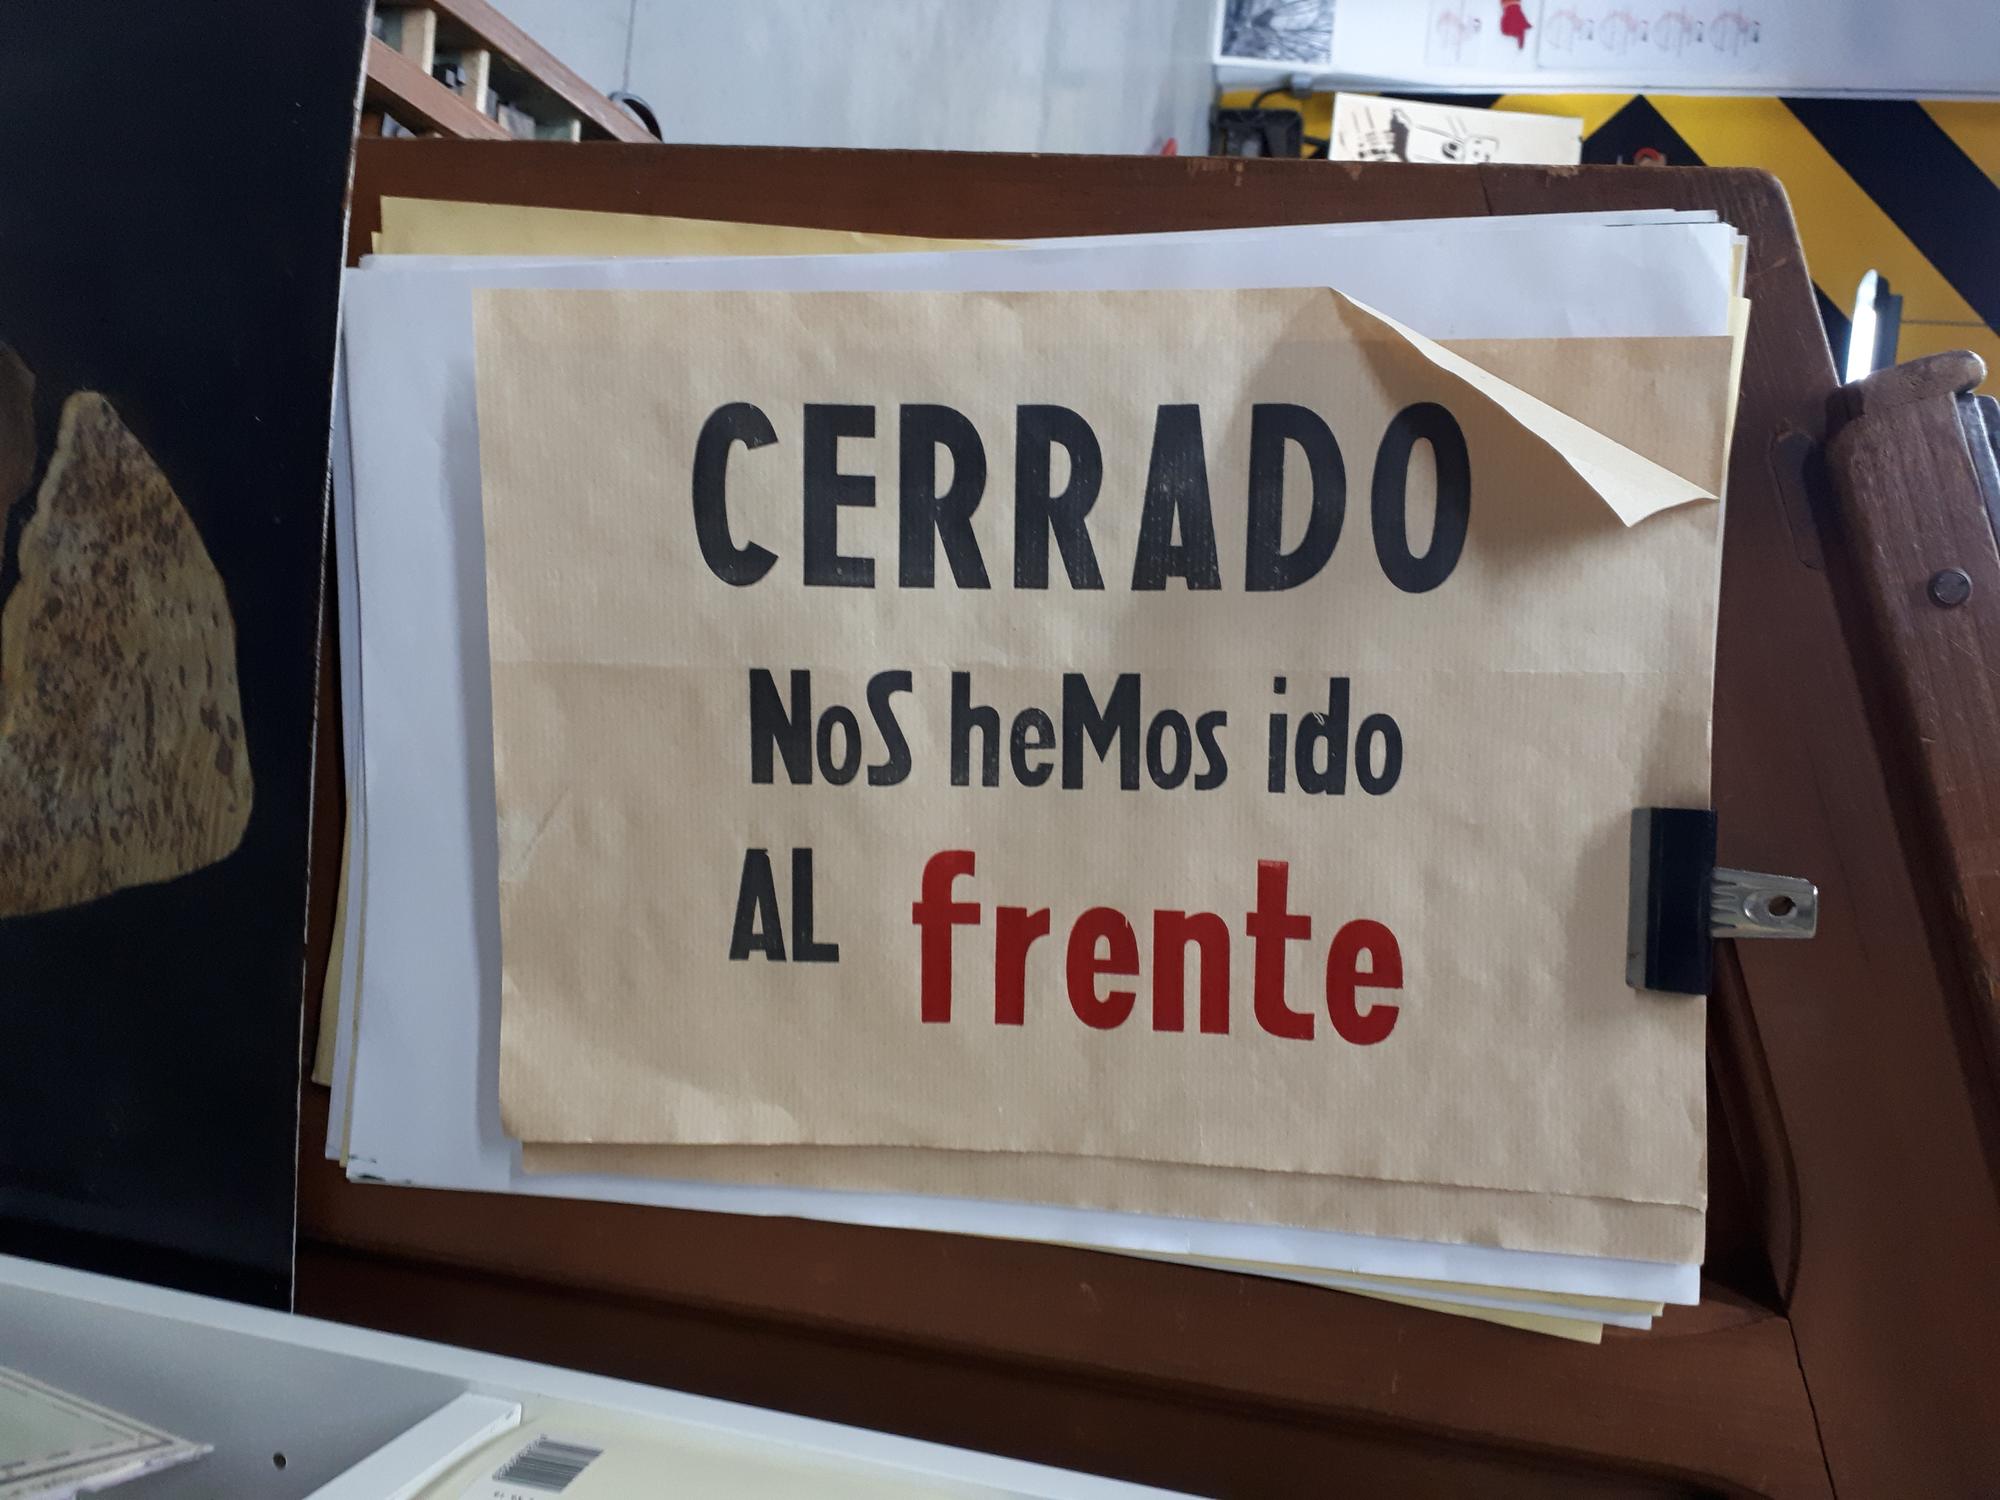 CERRADO
NoS heMos ido
AL frente